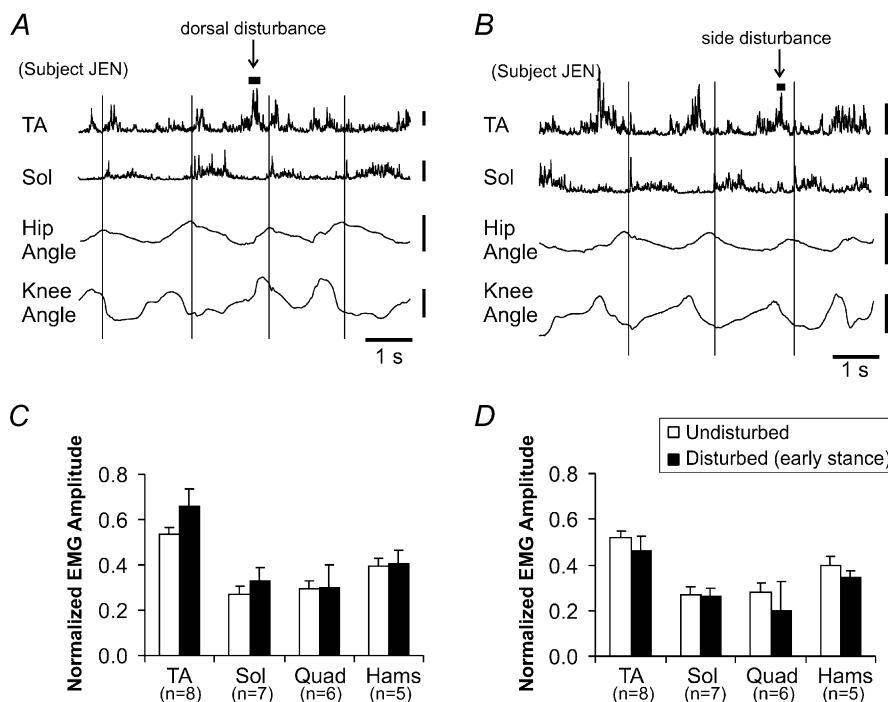 A
dorsal disturbance
(Subject JEN)
TA
Sol
Hip
Angle
Knee
Angle
1 s
B
side disturbance
(Subject JEN)
TA
Sol
Hip
Angle
Knee
Angle
1 s
C
Normalized EMG Amplitude
0.8
0.6
0.4
0.2
0.0
TA Sol Quad Hams
(n=8) (n=7) (n=6) (n=5)
D
Undisturbed
Disturbed (early stance)
Normalized EMG Amplitude
0.8
0.6
0.4
0.2
0.0
TA Sol Quad Hams
(n=8) (n=7) (n=6) (n=5)